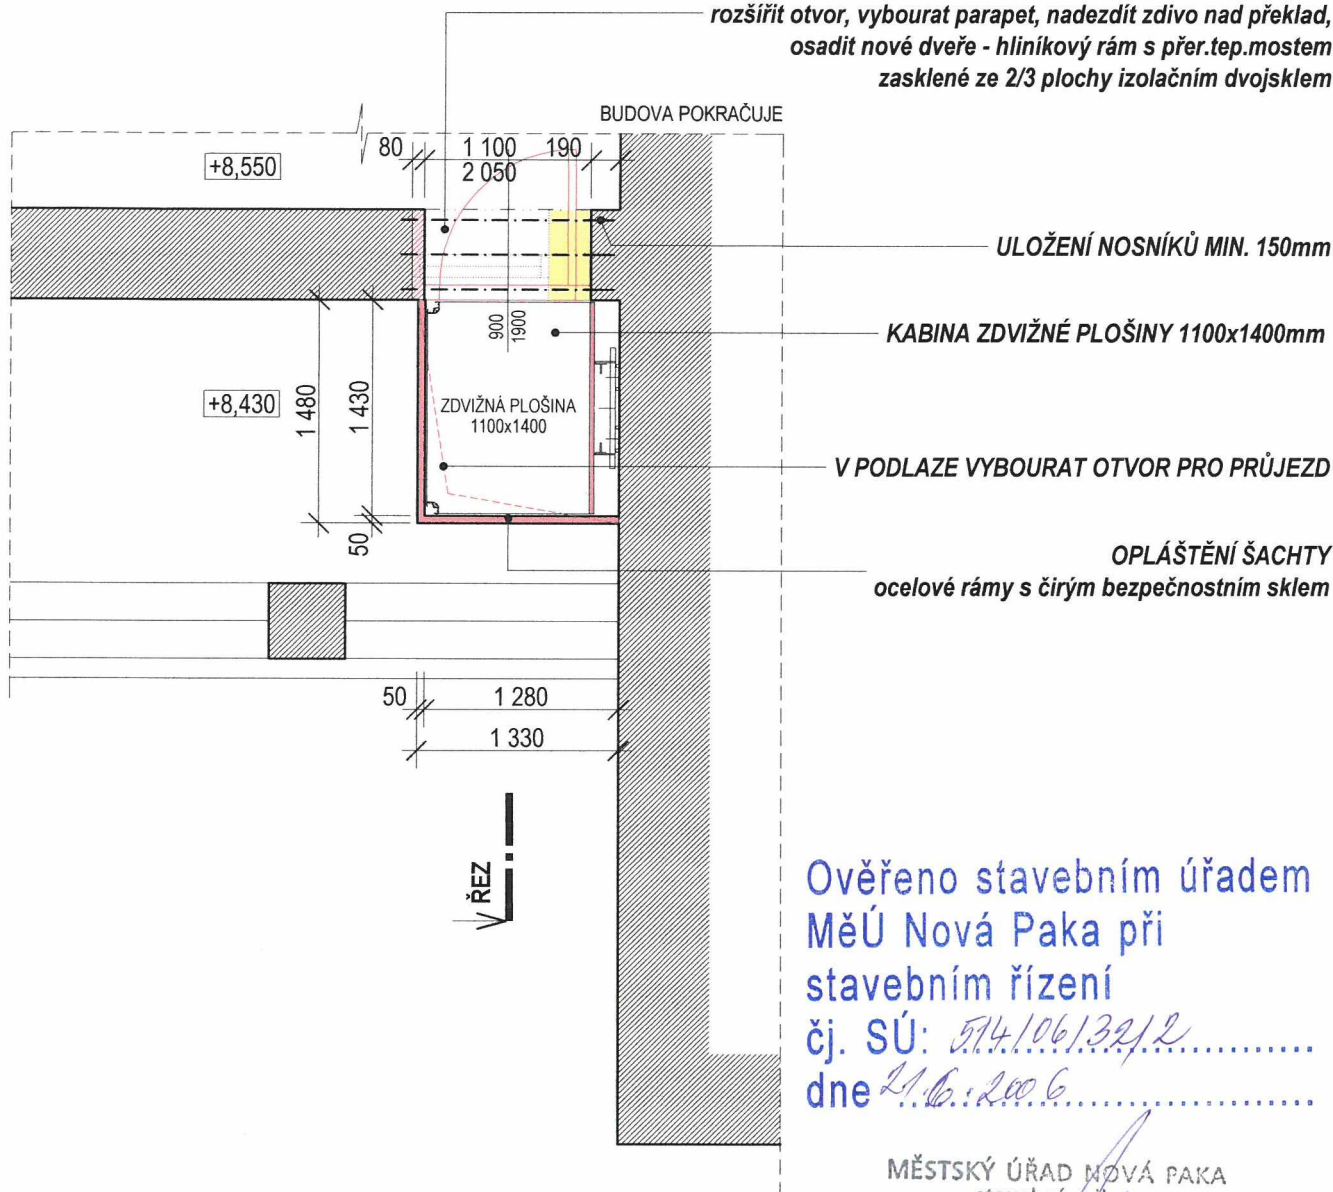 rozšířit otvor, vybourat parapet, nadezdít zdivo nad překlad,
osadit nové dveře - hliníkový rám s přer.tep.mostem
zasklené ze 2/3 plochy izolačním dvojsklem
BUDOVA POKRAČUJE
80 1 100 190
2 050
+8,550
ULOŽENÍ NOSNÍKŮ MIN. 150mm
900
1900
KABINA ZDVIŽNÉ PLOŠINY 1100x1400mm
+8,430
1 480
1 430
ZDVIŽNÁ PLOŠINA
1100x1400
V PODLAZE VYBOURAT OTVOR PRO PRŮJEZD
50
OPLÁŠTĚNÍ ŠACHTY
ocelové rámy s čirým bezpečnostním sklem
50 1 280
1 330
ŘEZ
Ověřeno stavebním úřadem
MěÚ Nová Paka při
stavebním řízení
čj. SÚ: 514/06/32/2
dne 21.6.2006
MĚSTSKÝ ÚŘAD NOVÁ PAKA